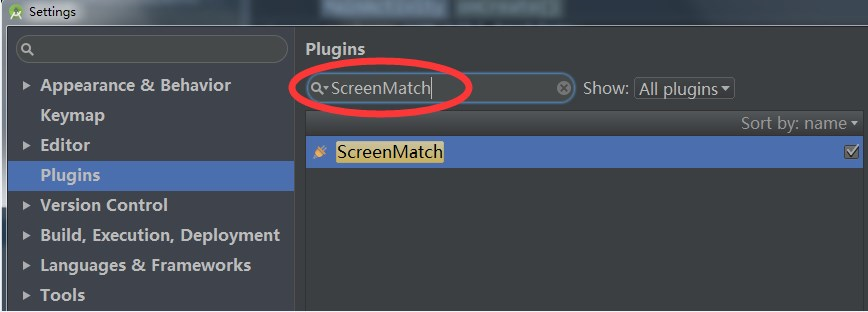 Settings
Plugins
Appearance & Behavior
ScreenMatch
Show: All plugins
Keymap
Sort by: name
Editor
ScreenMatch
Plugins
Version Control
Build, Execution, Deployment
Languages & Frameworks
Tools